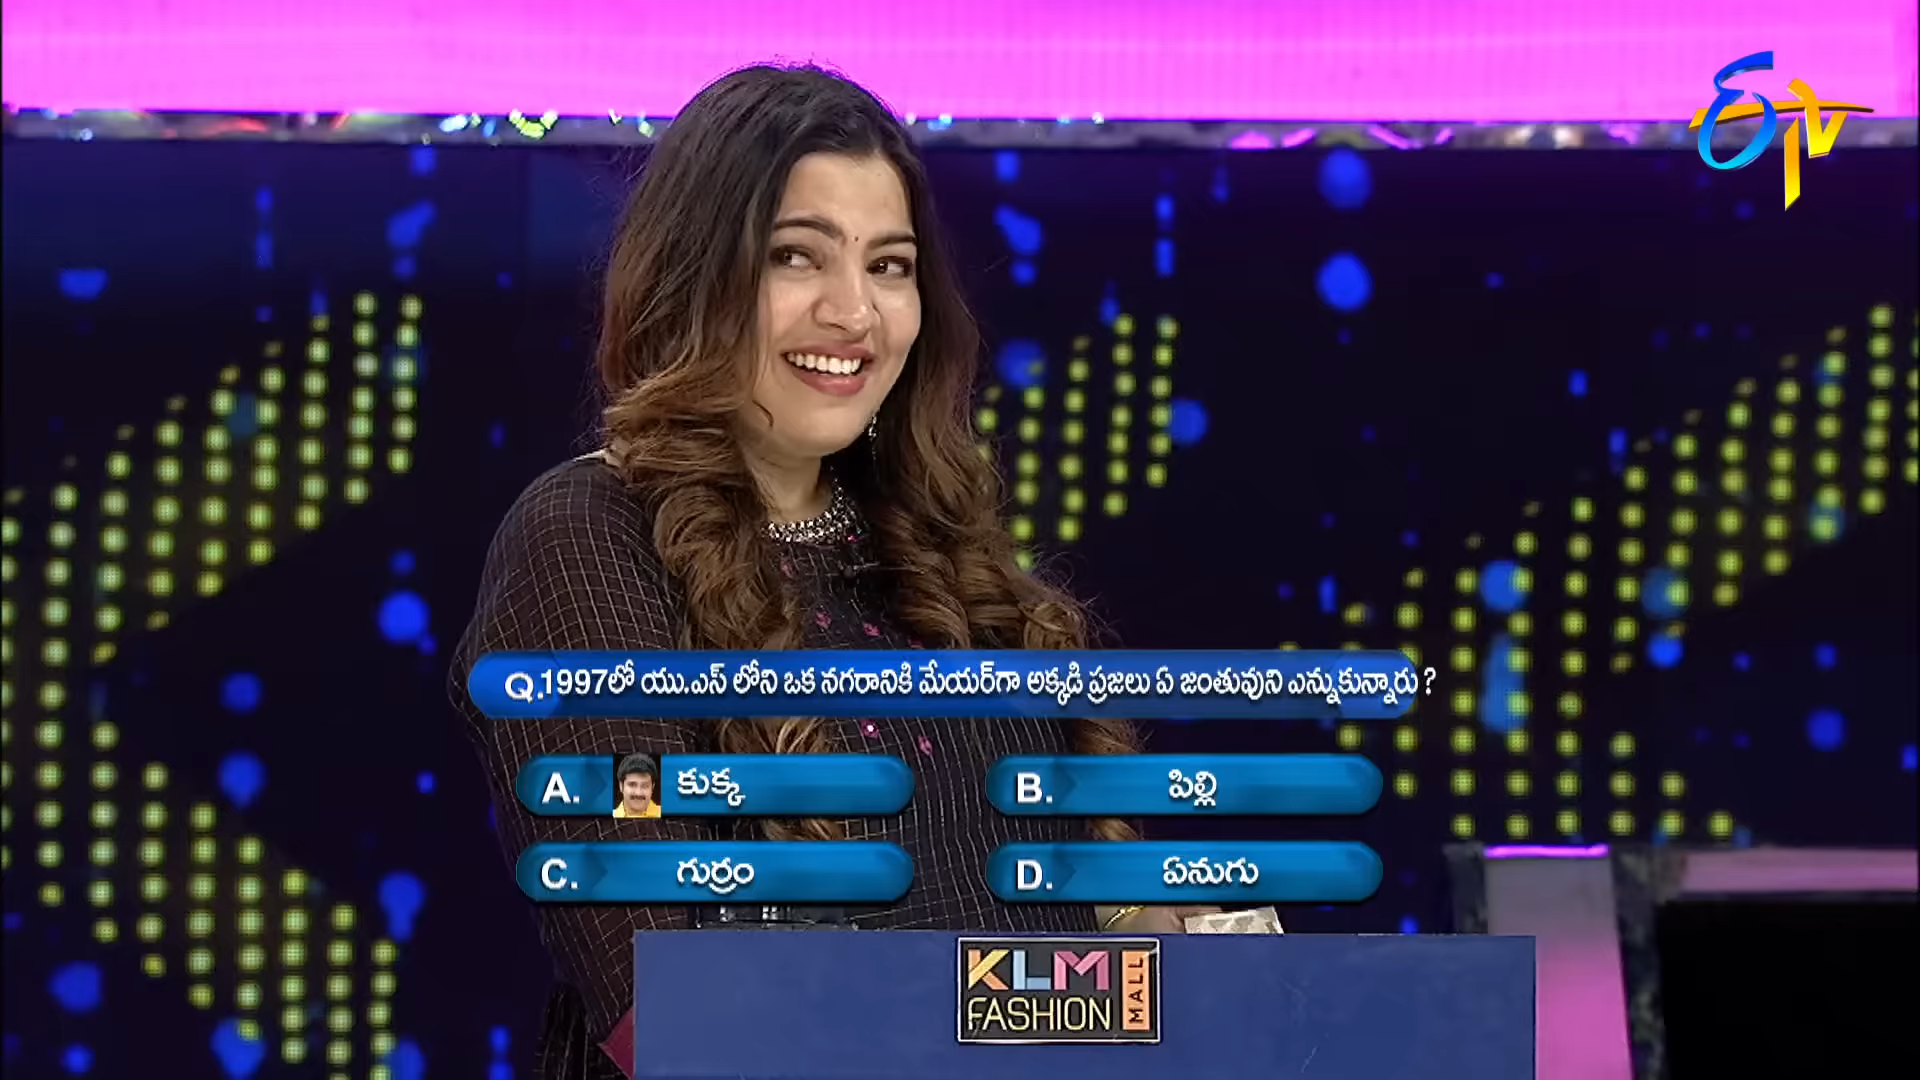 ETV
Q.1997లో యు.ఎస్ లోని ఒక నగరానికి మేయర్‌గా అక్కడి ప్రజలు ఏ జంతువుని ఎన్నుకున్నారు ?
A. కుక్క
B. పిల్లి
C. గుర్రం
D. ఏనుగు
KLM
FASHION
MALL